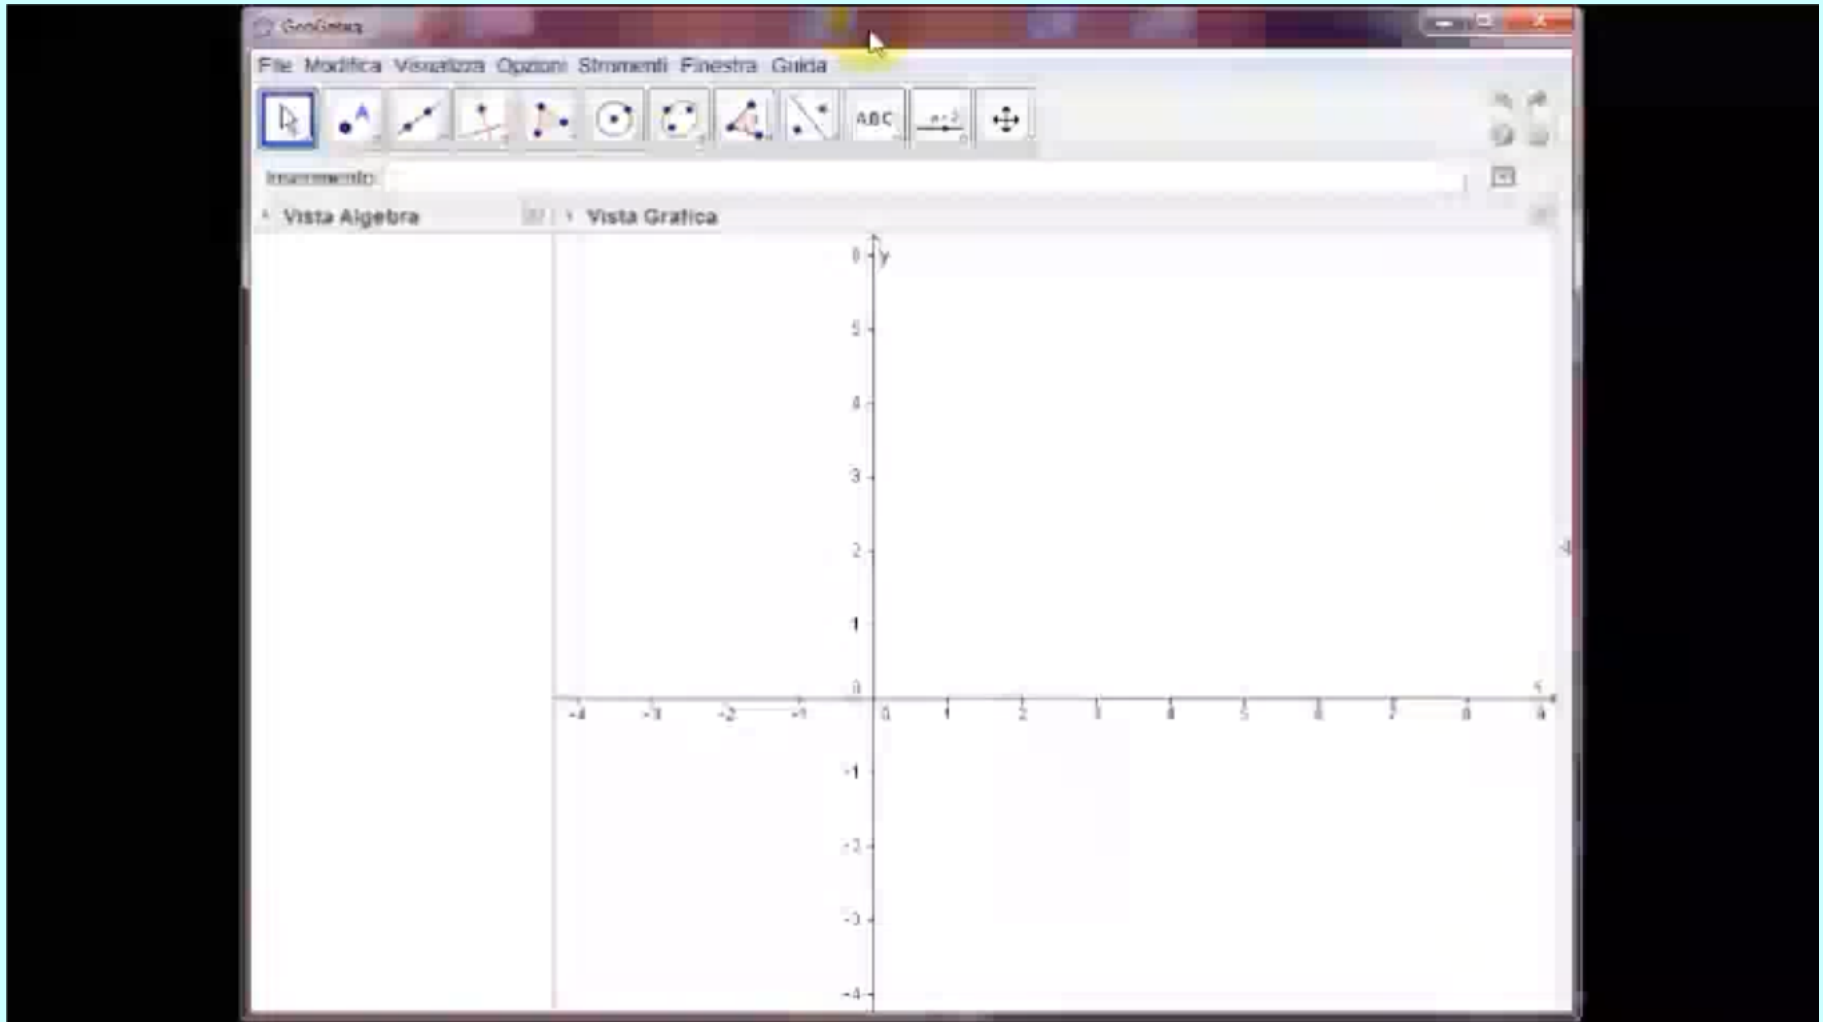 GeoGebra
File Modifica Visualizza Opzioni Strumenti Finestra Guida
A
ABC
a=2
Inserimento:
Vista Algebra
Vista Grafica
6 y
5
4
3
2
1
0
-4 -3 -2 -1 0 1 2 3 4 5 6 7 8 9
-1
-2
-3
-4